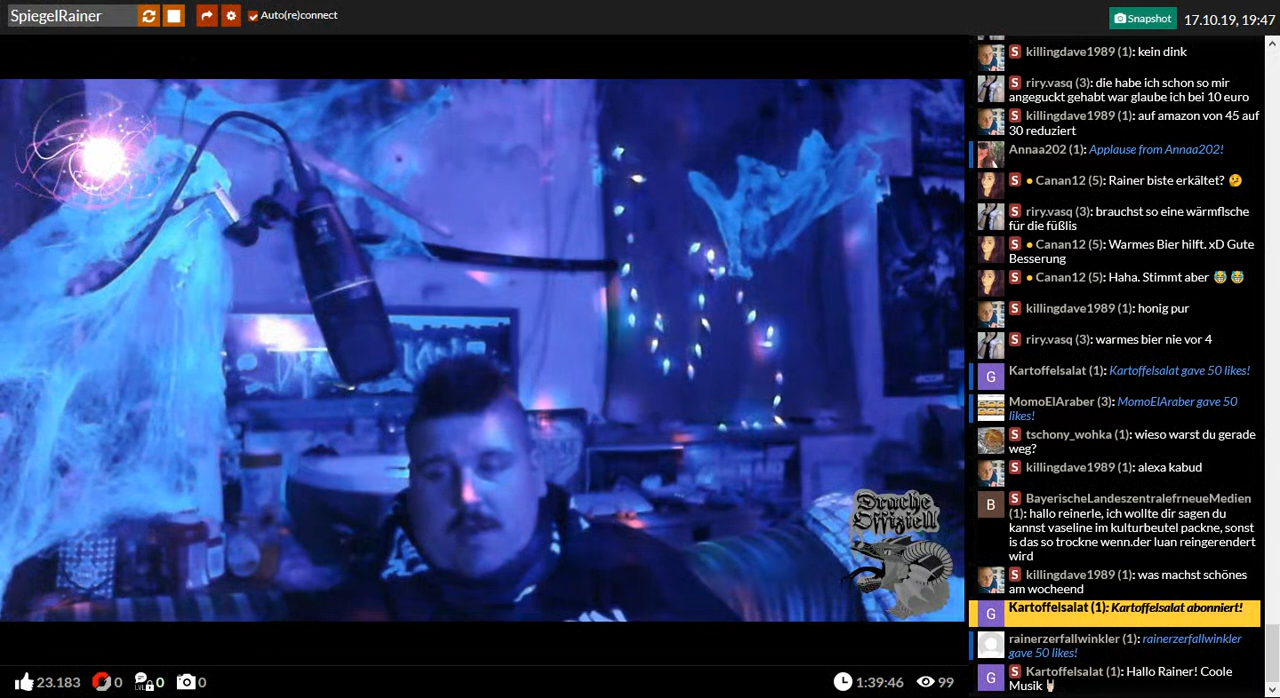 SpiegelRainer
Auto(re)connect
Snapshot
17.10.19, 19:47
S killingdave1989 (1): kein dink
S riry.vasq (3): die habe ich schon so mir
angeguckt gehabt war glaube ich bei 10 euro
S killingdave1989 (1): auf amazon von 45 auf
30 reduziert
Annaa202 (1): Applause from Annaa202!
S Canan12 (5): Rainer biste erkältet? 🤔
S riry.vasq (3): brauchst so eine wärmflsche
für die füßlis
S Canan12 (5): Warmes Bier hilft. xD Gute
Besserung
S Canan12 (5): Haha. Stimmt aber 😂 😂
S killingdave1989 (1): honig pur
S riry.vasq (3): warmes bier nie vor 4
G Kartoffelsalat (1): Kartoffelsalat gave 50 likes!
MomoElAraber (3): MomoElAraber gave 50
likes!
S tschony_wohka (1): wieso warst du gerade
weg?
S killingdave1989 (1): alexa kabud
B S BayerischeLandeszentralefrneueMedien
(1): hallo reinerle, ich wollte dir sagen du
kannst vaseline im kulturbeutel packne, sonst
is das so trockne wenn.der luan reingerendert
wird
S killingdave1989 (1): was machst schönes
am wocheend
G Kartoffelsalat (1): Kartoffelsalat abonniert!
rainerzerfallwinkler (1): rainerzerfallwinkler
gave 50 likes!
G S Kartoffelsalat (1): Hallo Rainer! Coole
Musik 🤘
Drache
Offiziell
23.183
0
LVL
0
0
1:39:46
99